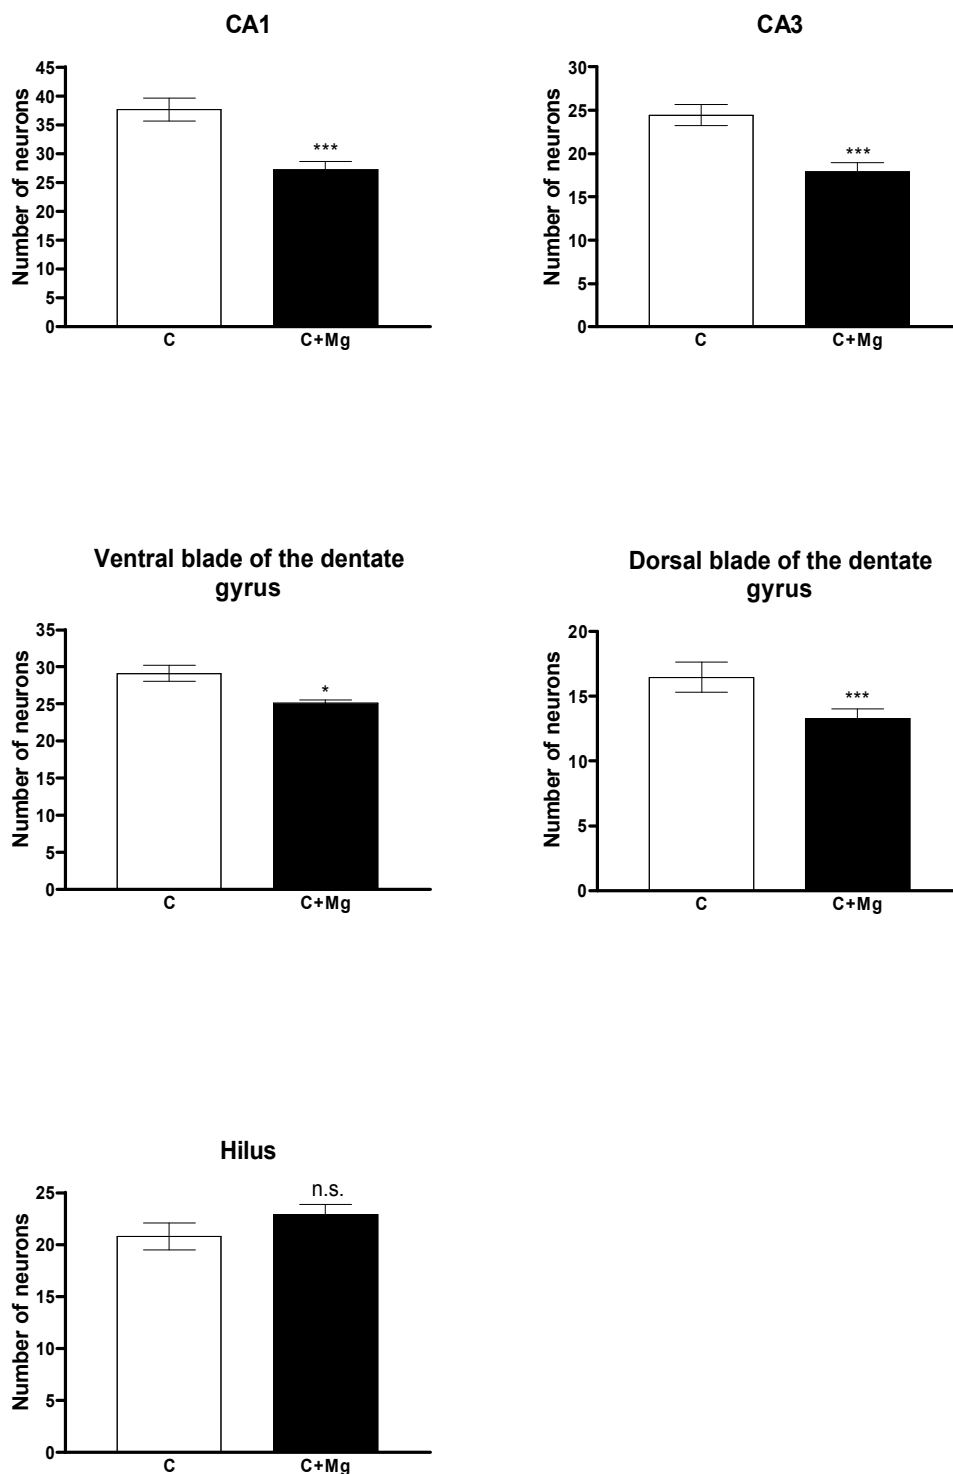 CA1
Number of neurons
45
40
35
30
25
20
15
10
5
0
***
C
C+Mg
CA3
Number of neurons
30
25
20
15
10
5
0
***
C
C+Mg
Ventral blade of the dentate
gyrus
Number of neurons
35
30
25
20
15
10
5
0
*
C
C+Mg
Dorsal blade of the dentate
gyrus
Number of neurons
20
15
10
5
0
***
C
C+Mg
Hilus
Number of neurons
25
20
15
10
5
0
n.s.
C
C+Mg